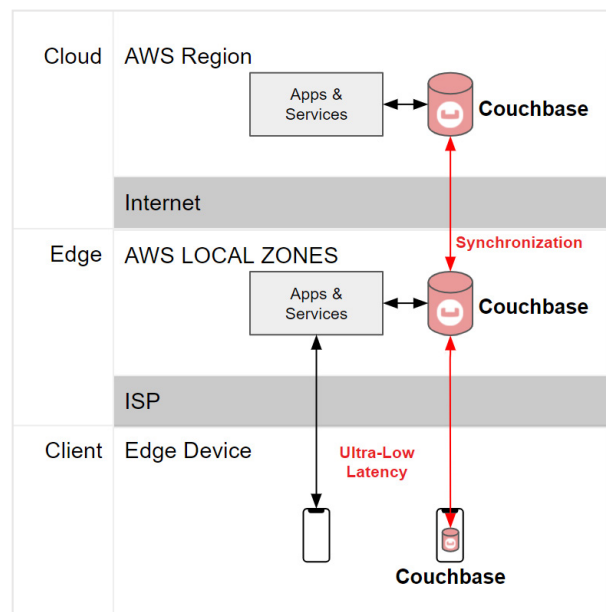 Cloud
AWS Region
Apps &
Services
Couchbase
Internet
Synchronization
Edge
AWS LOCAL ZONES
Apps &
Services
Couchbase
ISP
Client
Edge Device
Ultra-Low
Latency
Couchbase